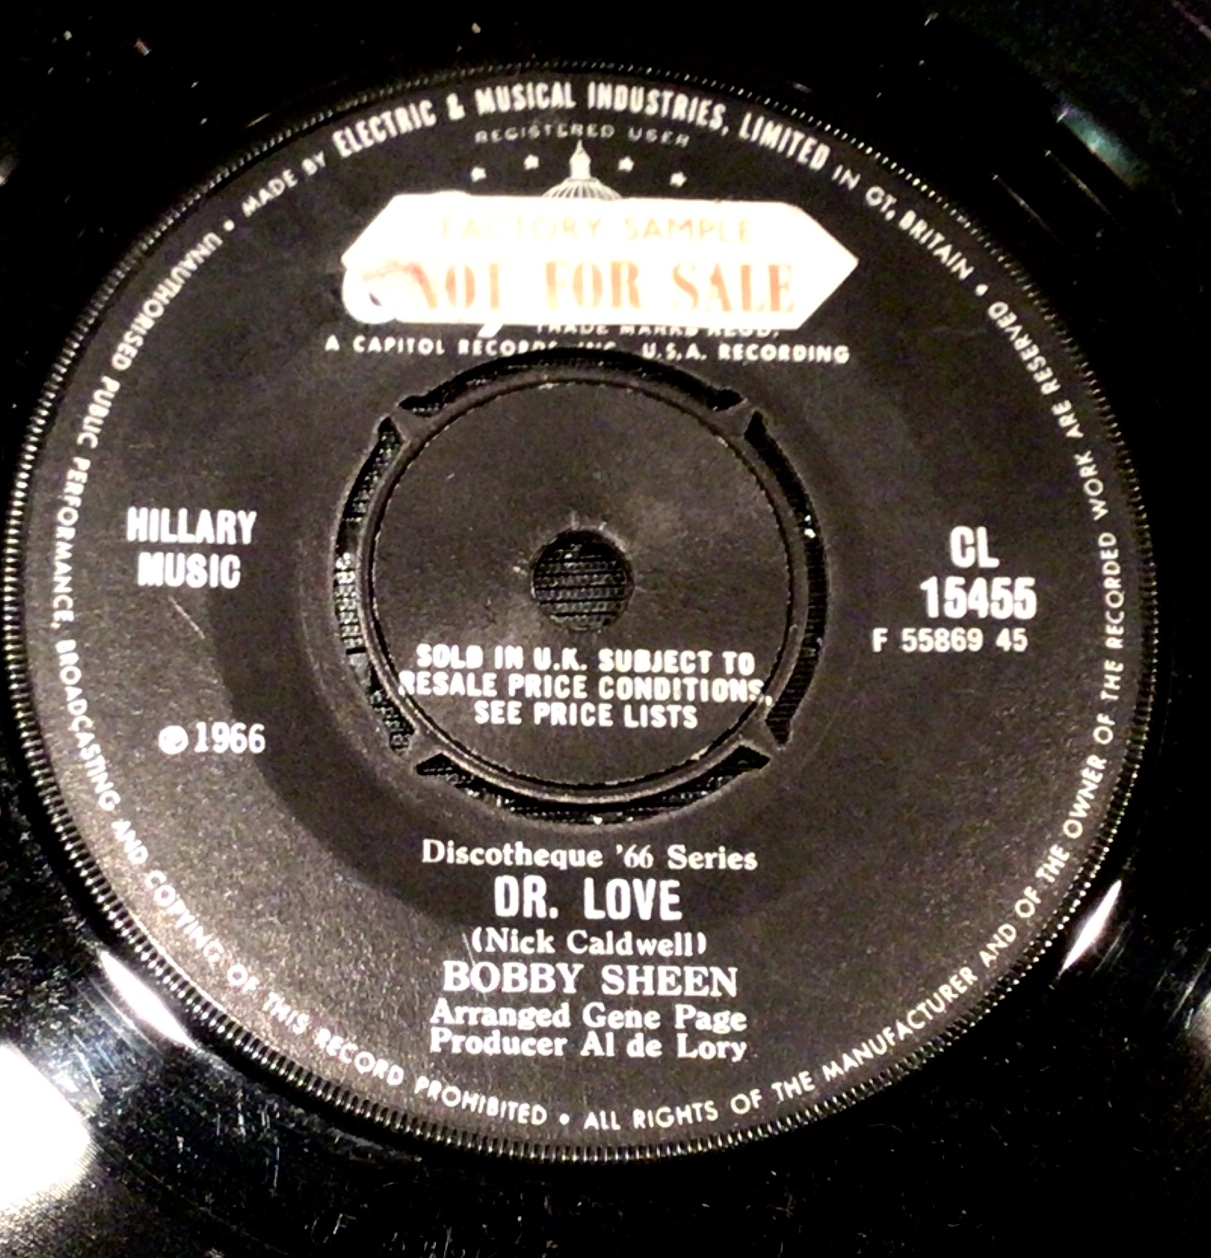 MADE BY ELECTRIC & MUSICAL INDUSTRIES, LIMITED IN GT. BRITAIN • ALL RIGHTS OF THE MANUFACTURER AND OF THE OWNER OF THE RECORDED WORK ARE RESERVED • UNAUTHORISED PUBLIC PERFORMANCE, BROADCASTING AND COPYING OF THIS RECORD PROHIBITED •
REGISTERED USER
FACTORY SAMPLE
NOT FOR SALE
TRADE MARKS REGD,
A CAPITOL RECORDS, INC., U.S.A. RECORDING
HILLARY
MUSIC
CL
15455
F 55869 45
SOLD IN U.K. SUBJECT TO
RESALE PRICE CONDITIONS,
SEE PRICE LISTS
℗ 1966
Discotheque '66 Series
DR. LOVE
(Nick Caldwell)
BOBBY SHEEN
Arranged Gene Page
Producer Al de Lory